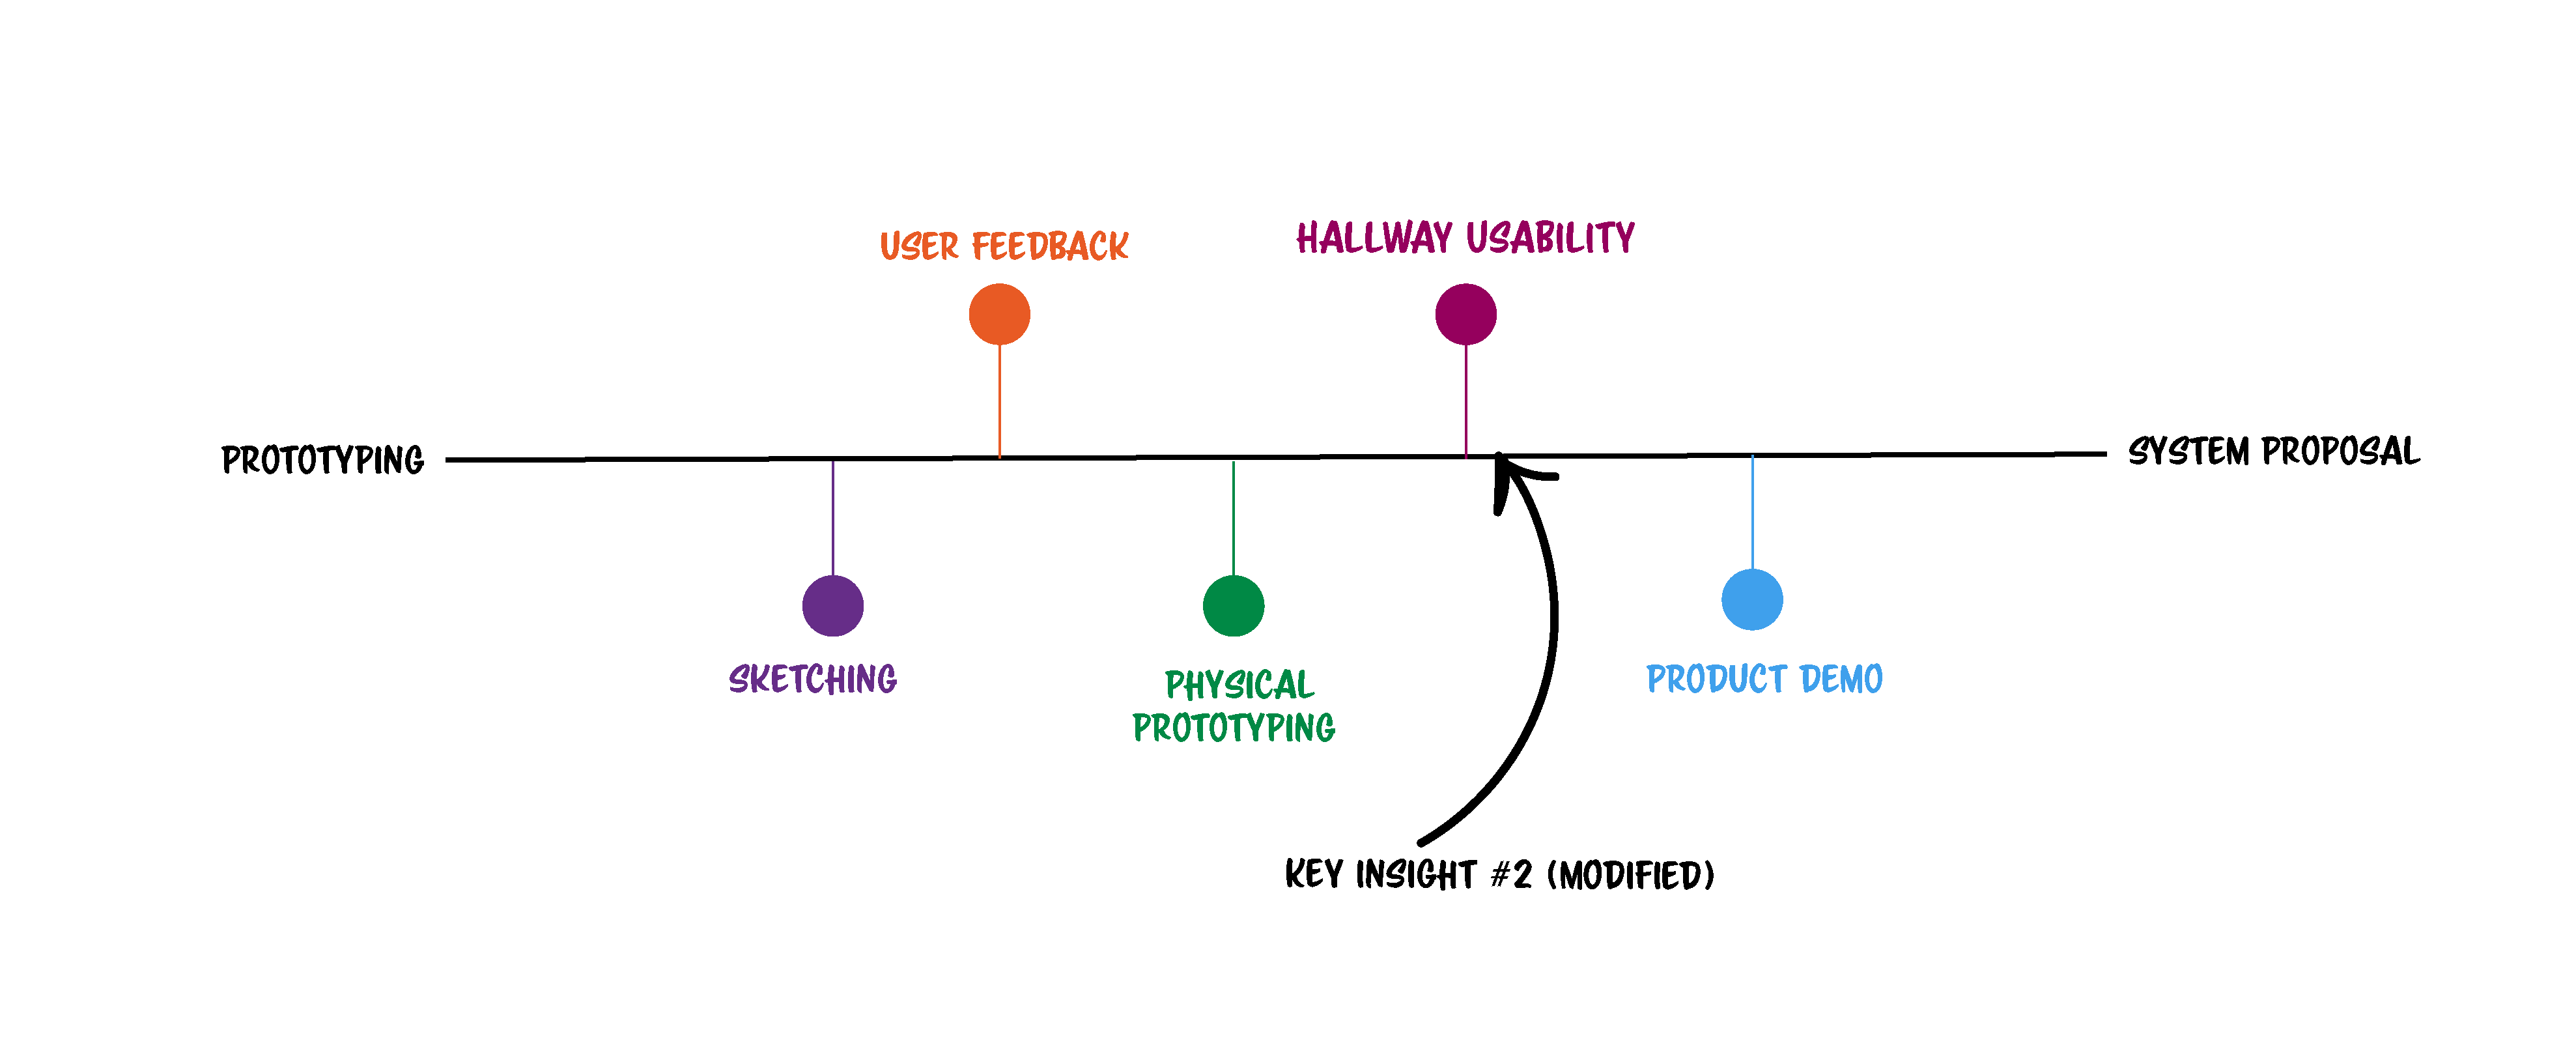 USER FEEDBACK
HALLWAY USABILITY
PROTOTYPING
SYSTEM PROPOSAL
SKETCHING
PHYSICAL
PROTOTYPING
PRODUCT DEMO
KEY INSIGHT #2 (MODIFIED)